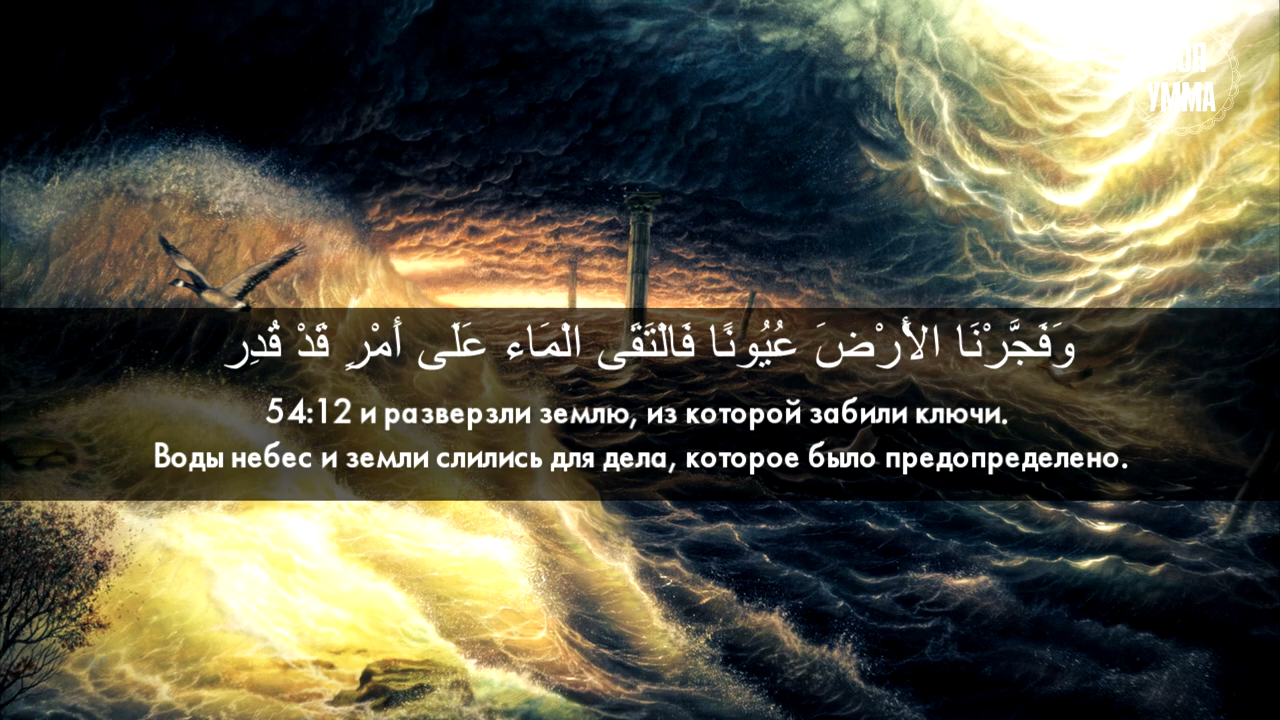 وَفَجَّرْنَا الأَرْضَ عُيُونًا فَالْتَقَى الْمَاء عَلَى أَمْرٍ قَدْ قُدِرَ
54:12 и разверзли землю, из которой забили ключи.
Воды небес и земли слились для дела, которое было предопределено.
УММА